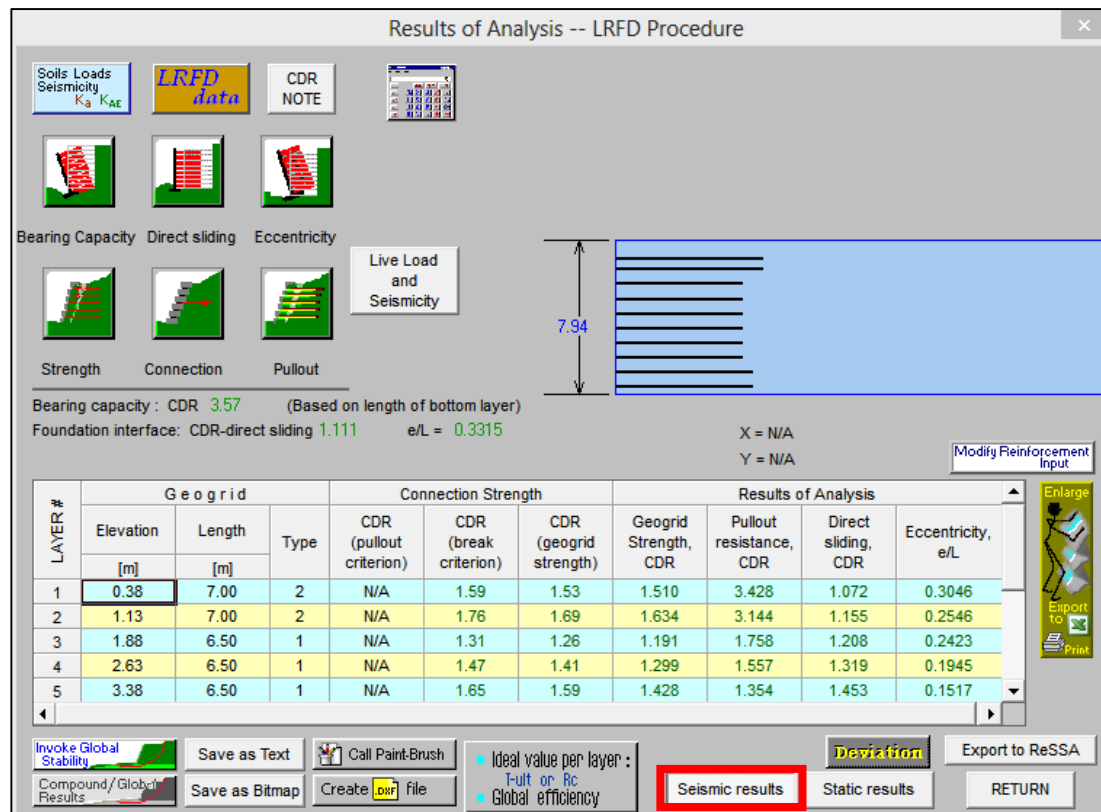 Results of Analysis -- LRFD Procedure
Soils Loads
Seismicity
Ka KAE
LRFD
data
CDR
NOTE
Bearing Capacity Direct sliding Eccentricity
Live Load
and
Seismicity
7.94
Strength Connection Pullout
Bearing capacity : CDR 3.57 (Based on length of bottom layer)
Foundation interface: CDR-direct sliding 1.111 e/L = 0.3315
X = N/A
Y = N/A
Modify Reinforcement
Input
LAYER # Geogrid Connection Strength Results of Analysis
Elevation [m] Length [m] Type CDR (pullout criterion) CDR (break criterion) CDR (geogrid strength) Geogrid Strength, CDR Pullout resistance, CDR Direct sliding, CDR Eccentricity, e/L
1 0.38 7.00 2 N/A 1.59 1.53 1.510 3.428 1.072 0.3046
2 1.13 7.00 2 N/A 1.76 1.69 1.634 3.144 1.155 0.2546
3 1.88 6.50 1 N/A 1.31 1.26 1.191 1.758 1.208 0.2423
4 2.63 6.50 1 N/A 1.47 1.41 1.299 1.557 1.319 0.1945
5 3.38 6.50 1 N/A 1.65 1.59 1.428 1.354 1.453 0.1517
Enlarge
Export
to
Print
Invoke Global
Stability
Save as Text
Call Paint-Brush
Ideal value per layer :
T-ult or Rc
Global efficiency
Deviation
Export to ReSSA
Compound/Global
Results
Save as Bitmap
Create .DXF file
Seismic results
Static results
RETURN